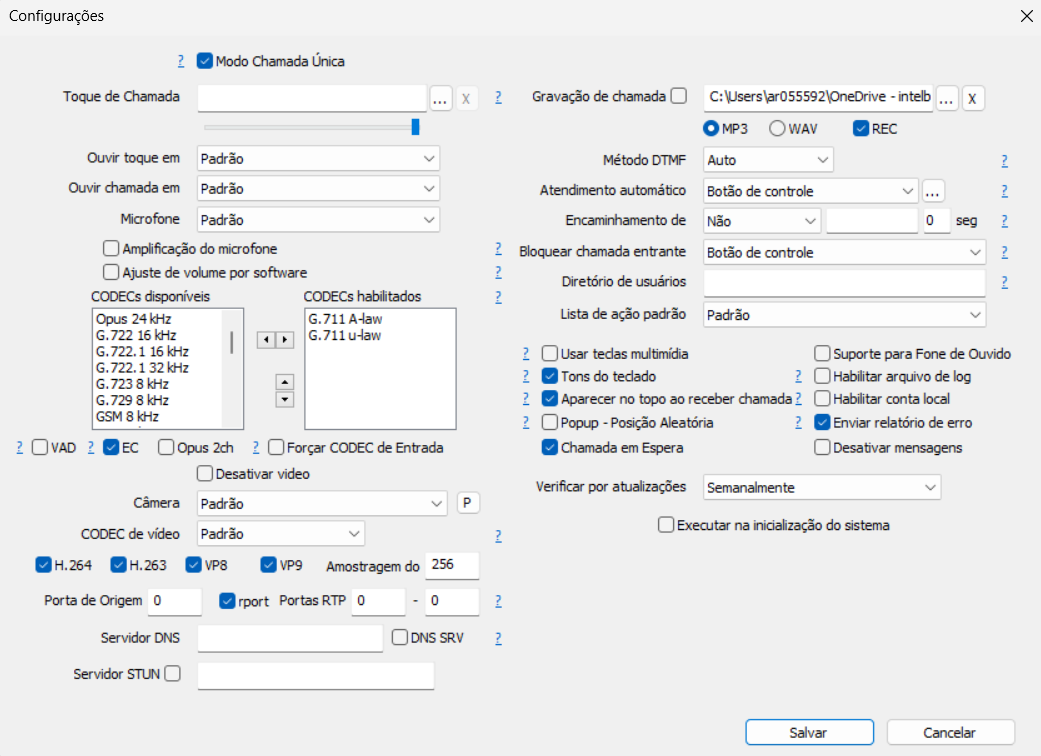 Configurações
? Modo Chamada Única
Toque de Chamada ... X ?
Ouvir toque em Padrão
Ouvir chamada em Padrão
Microfone Padrão
Amplificação do microfone ?
Ajuste de volume por software ?
CODECs disponíveis CODECs habilitados ?
Opus 24 kHz
G.722 16 kHz
G.722.1 16 kHz
G.722.1 32 kHz
G.723 8 kHz
G.729 8 kHz
GSM 8 kHz
G.711 A-law
G.711 u-law
? VAD ? EC Opus 2ch ? Forçar CODEC de Entrada
Desativar video
Câmera Padrão P
CODEC de vídeo Padrão ?
H.264 H.263 VP8 VP9 Amostragem do 256
Porta de Origem 0 rport Portas RTP 0 - 0 ?
Servidor DNS DNS SRV ?
Servidor STUN
Gravação de chamada C:\Users\ar055592\OneDrive - intelb ... X
MP3 WAV REC
Método DTMF Auto ?
Atendimento automático Botão de controle ... ?
Encaminhamento de Não 0 seg ?
Bloquear chamada entrante Botão de controle ?
Diretório de usuários ?
Lista de ação padrão Padrão
? Usar teclas multimídia Suporte para Fone de Ouvido
? Tons do teclado ? Habilitar arquivo de log
? Aparecer no topo ao receber chamada ? Habilitar conta local
? Popup - Posição Aleatória ? Enviar relatório de erro
Chamada em Espera Desativar mensagens
Verificar por atualizações Semanalmente
Executar na inicialização do sistema
Salvar Cancelar